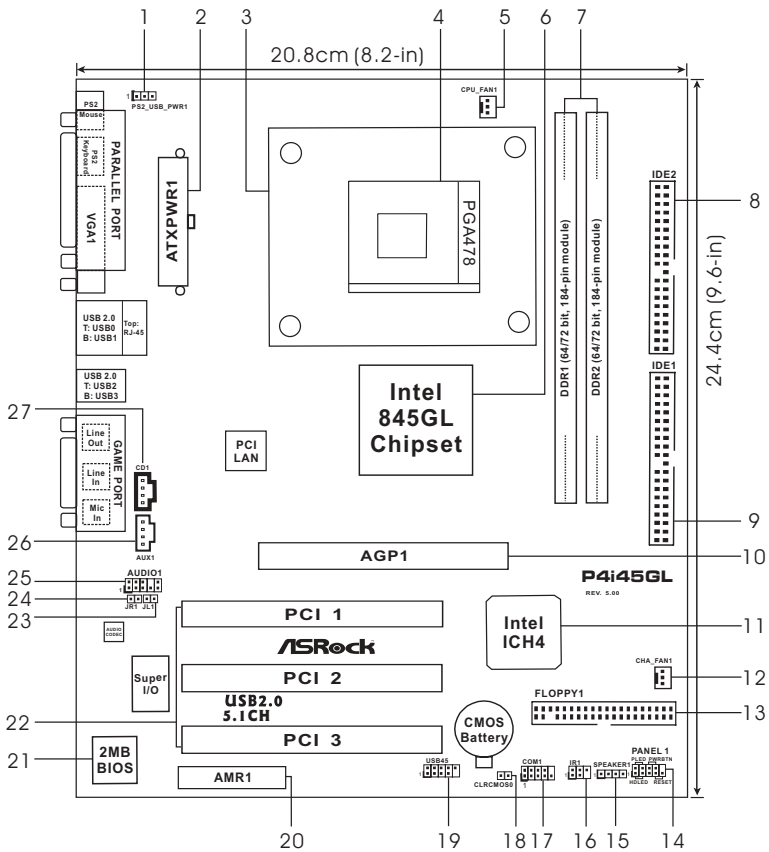 1 2 3 4 5 6 7
20.8cm (8.2-in)
24.4cm (9.6-in)
PS2
Mouse
PS2
Keyboard
PARALLEL PORT
VGA1
1
PS2_USB_PWR1
ATXPWR1
CPU_FAN1
PGA478
DDR1 (64/72 bit, 184-pin module)
DDR2 (64/72 bit, 184-pin module)
IDE2
8
USB 2.0
T: USB0
B: USB1
Top:
RJ-45
USB 2.0
T: USB2
B: USB3
Intel
845GL
Chipset
IDE1
9
27
Line
Out
Line
In
Mic
In
GAME PORT
CD1
PCI
LAN
26
AUX1
AGP1
10
P4i45GL
REV. 5.00
25
AUDIO1
1
24
JR1 JL1
23
AUDIO
CODEC
PCI 1
ASRock
Intel
ICH4
11
CHA_FAN1
12
Super
I/O
PCI 2
USB2.0
5.1CH
22
FLOPPY1
13
CMOS
Battery
2MB
BIOS
21
PCI 3
AMR1
USB45
1
CLRCMOS0
COM1
1
IR1
1
SPEAKER1
1
PANEL 1
PLED PWRBTN
1
HDLED RESET
20 19 18 17 16 15 14